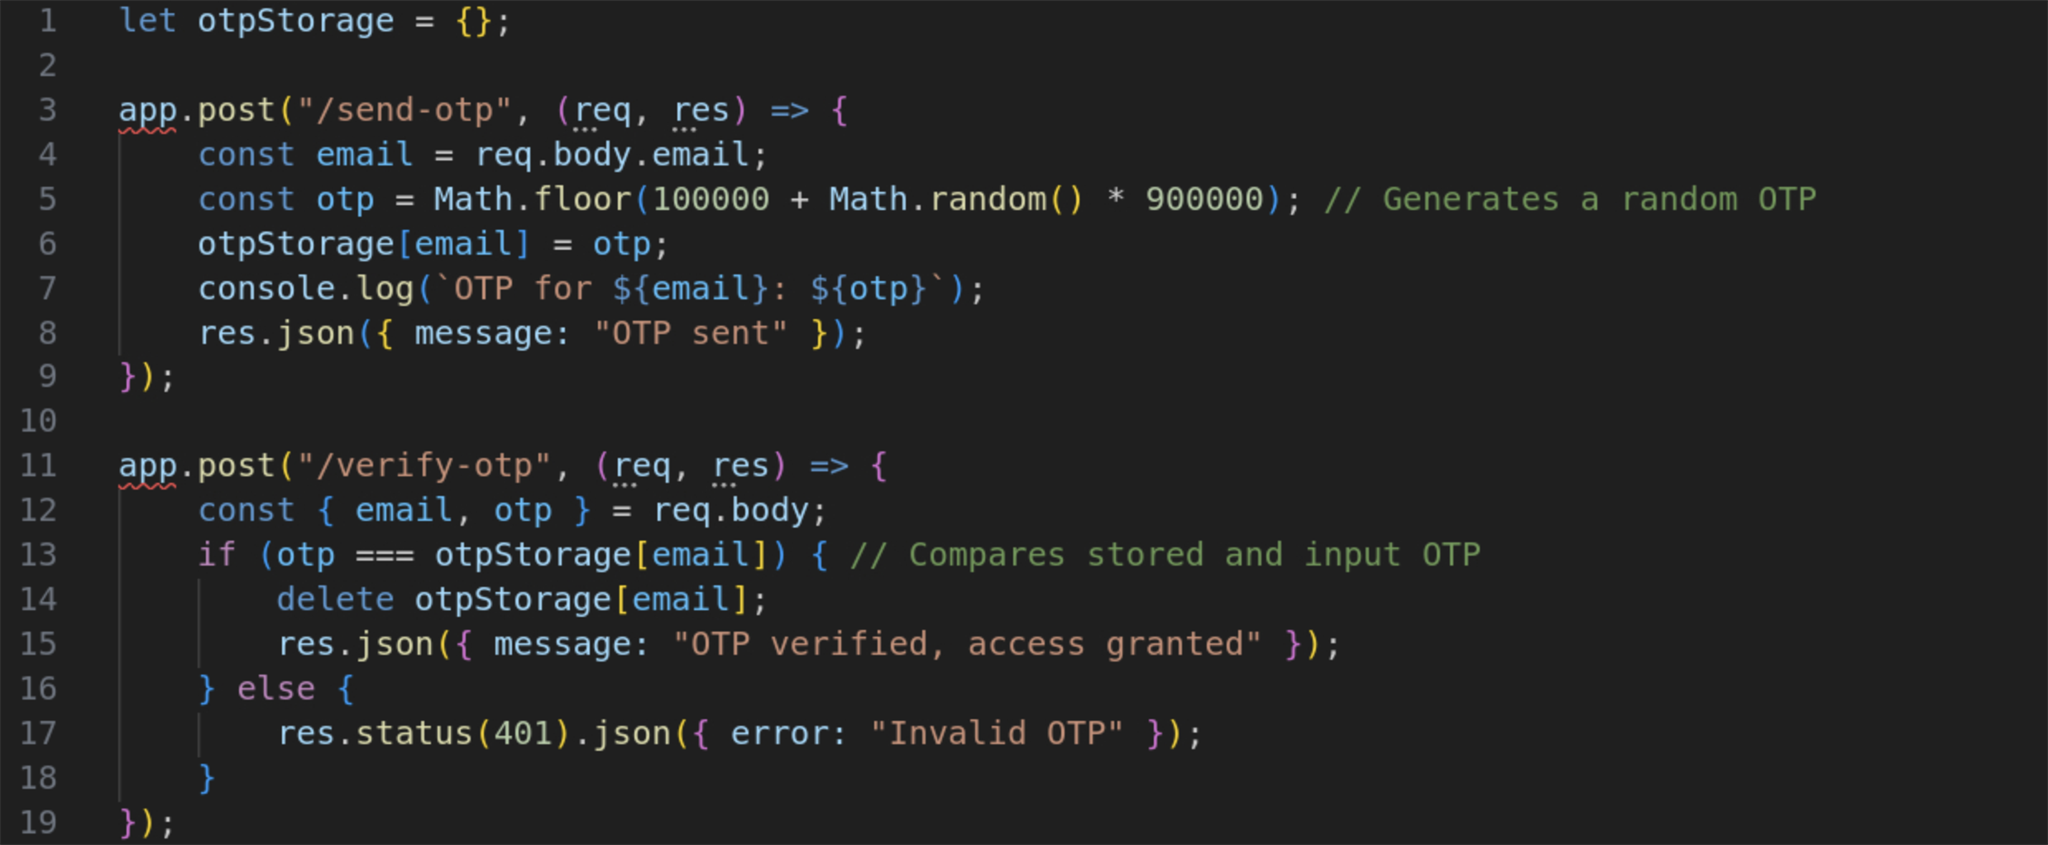 1 let otpStorage = {};
2
3 app.post("/send-otp", (req, res) => {
4     const email = req.body.email;
5     const otp = Math.floor(100000 + Math.random() * 900000); // Generates a random OTP
6     otpStorage[email] = otp;
7     console.log(`OTP for ${email}: ${otp}`);
8     res.json({ message: "OTP sent" });
9 });
10
11 app.post("/verify-otp", (req, res) => {
12     const { email, otp } = req.body;
13     if (otp === otpStorage[email]) { // Compares stored and input OTP
14         delete otpStorage[email];
15         res.json({ message: "OTP verified, access granted" });
16     } else {
17         res.status(401).json({ error: "Invalid OTP" });
18     }
19 });